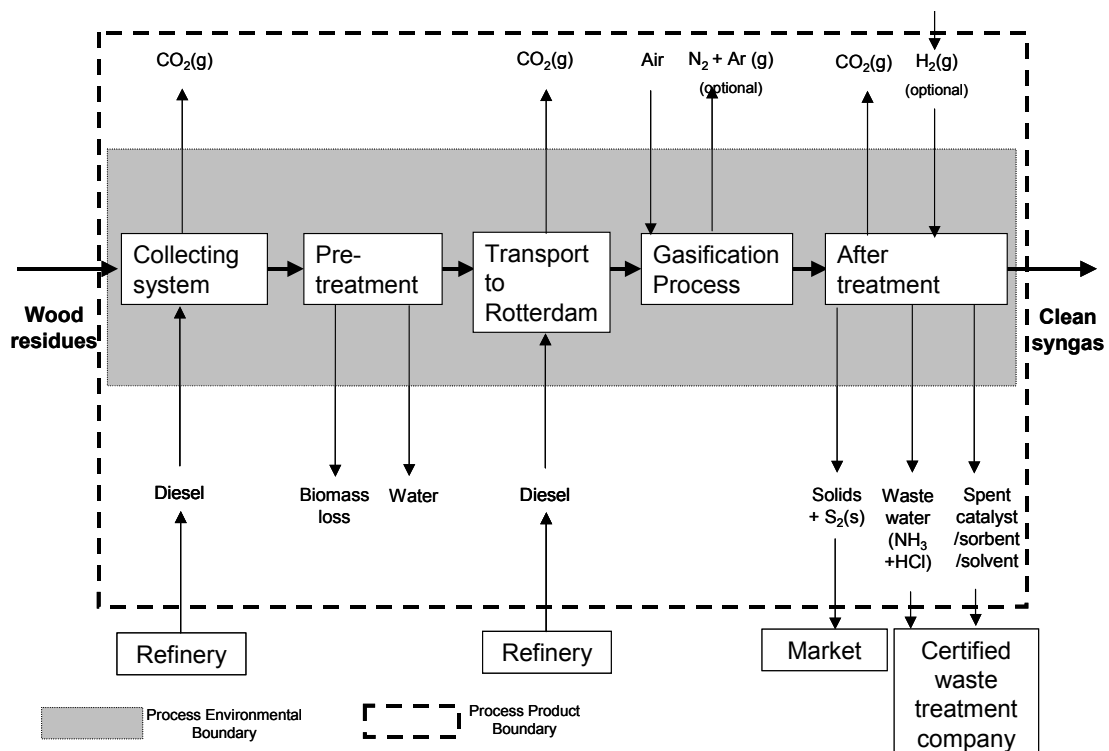 CO2(g)
CO2(g)
Air
N2 + Ar (g)
(optional)
CO2(g)
H2(g)
(optional)
Collecting
system
Pre-
treatment
Transport
to
Rotterdam
Gasification
Process
After
treatment
Wood
residues
Clean
syngas
Diesel
Biomass
loss
Water
Diesel
Solids
+ S2(s)
Waste
water
(NH3
+HCl)
Spent
catalyst
/sorbent
/solvent
Refinery
Refinery
Market
Certified
waste
treatment
company
Process Environmental
Boundary
Process Product
Boundary